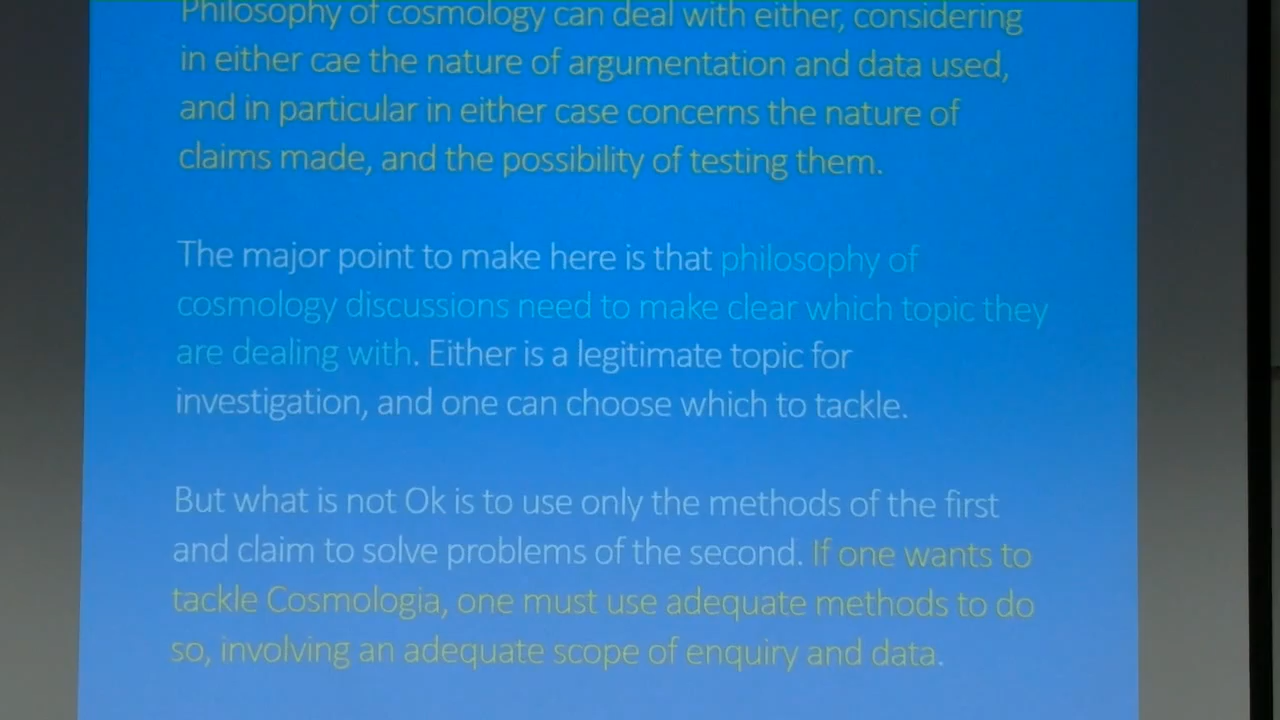 Philosophy of cosmology can deal with either, considering
in either cae the nature of argumentation and data used,
and in particular in either case concerns the nature of
claims made, and the possibility of testing them.
The major point to make here is that philosophy of
cosmology discussions need to make clear which topic they
are dealing with. Either is a legitimate topic for
investigation, and one can choose which to tackle.
But what is not Ok is to use only the methods of the first
and claim to solve problems of the second. If one wants to
tackle Cosmologia, one must use adequate methods to do
so, involving an adequate scope of enquiry and data.